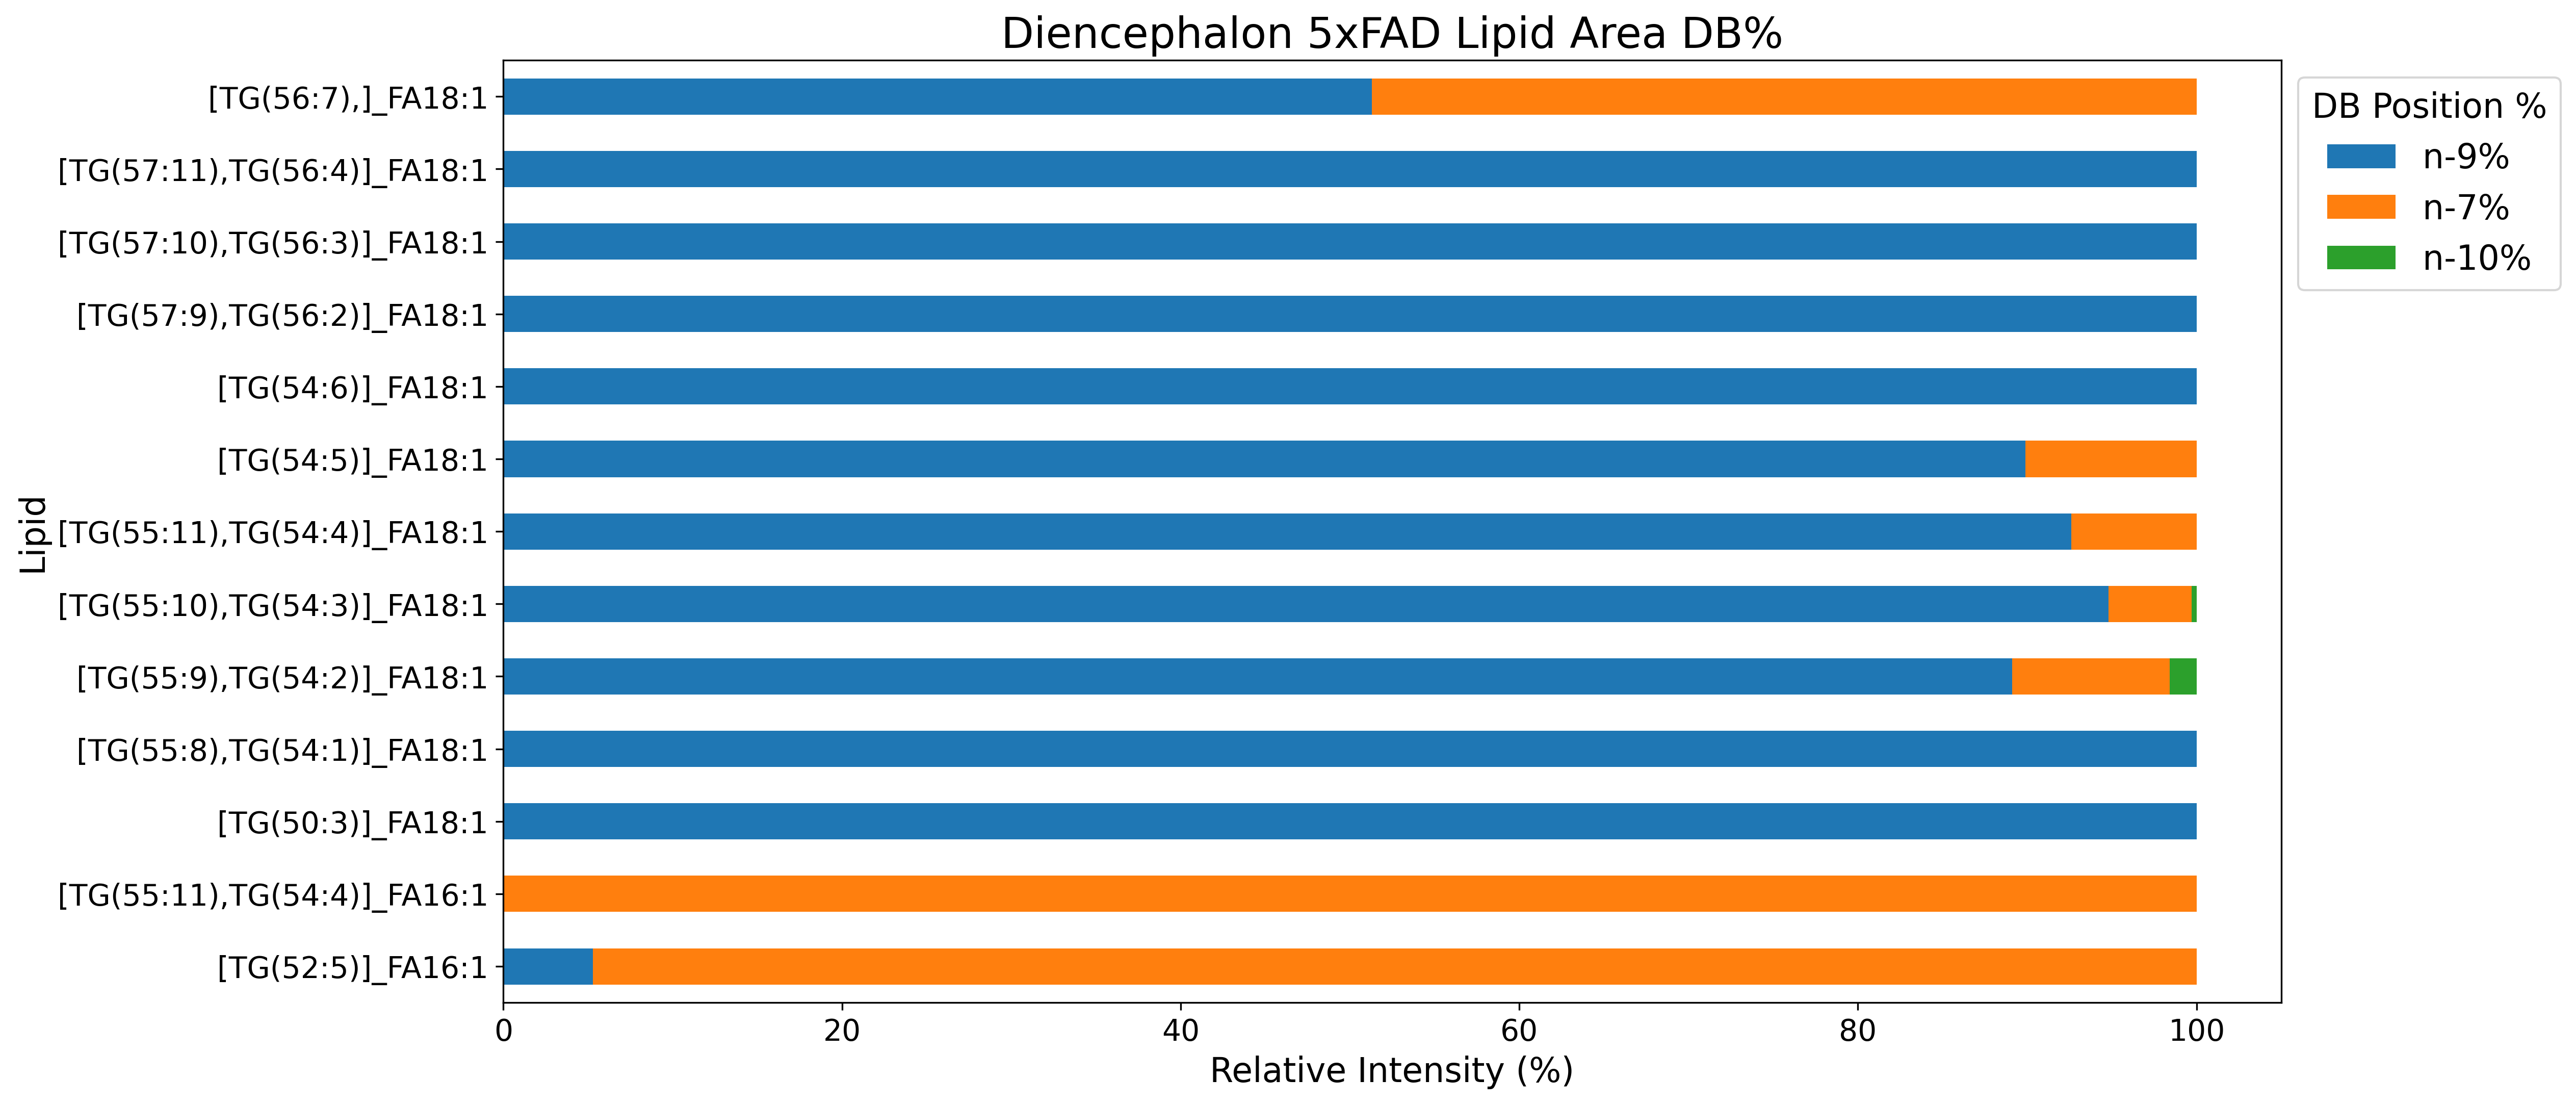 Diencephalon 5xFAD Lipid Area DB%
[TG(56:7),]_FA18:1
[TG(57:11),TG(56:4)]_FA18:1
[TG(57:10),TG(56:3)]_FA18:1
[TG(57:9),TG(56:2)]_FA18:1
[TG(54:6)]_FA18:1
[TG(54:5)]_FA18:1
[TG(55:11),TG(54:4)]_FA18:1
[TG(55:10),TG(54:3)]_FA18:1
[TG(55:9),TG(54:2)]_FA18:1
[TG(55:8),TG(54:1)]_FA18:1
[TG(50:3)]_FA18:1
[TG(55:11),TG(54:4)]_FA16:1
[TG(52:5)]_FA16:1
Lipid
0 20 40 60 80 100
Relative Intensity (%)
DB Position %
n-9%
n-7%
n-10%